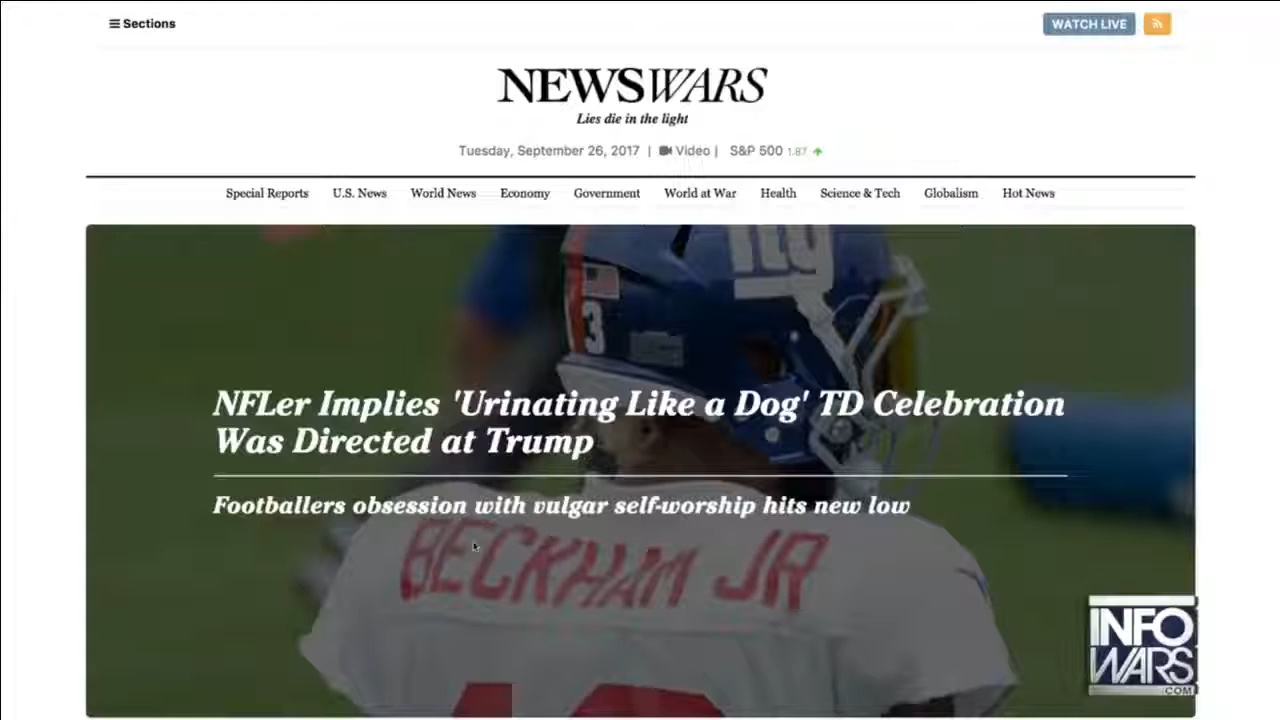 Sections
WATCH LIVE
NEWSWARS
Lies die in the light
Tuesday, September 26, 2017 | Video | S&P 500 1.87
Special Reports U.S. News World News Economy Government World at War Health Science & Tech Globalism Hot News
ny
3
NFLer Implies 'Urinating Like a Dog' TD Celebration
Was Directed at Trump
Footballers obsession with vulgar self-worship hits new low
BECKHAM JR
INFO
WARS
.COM